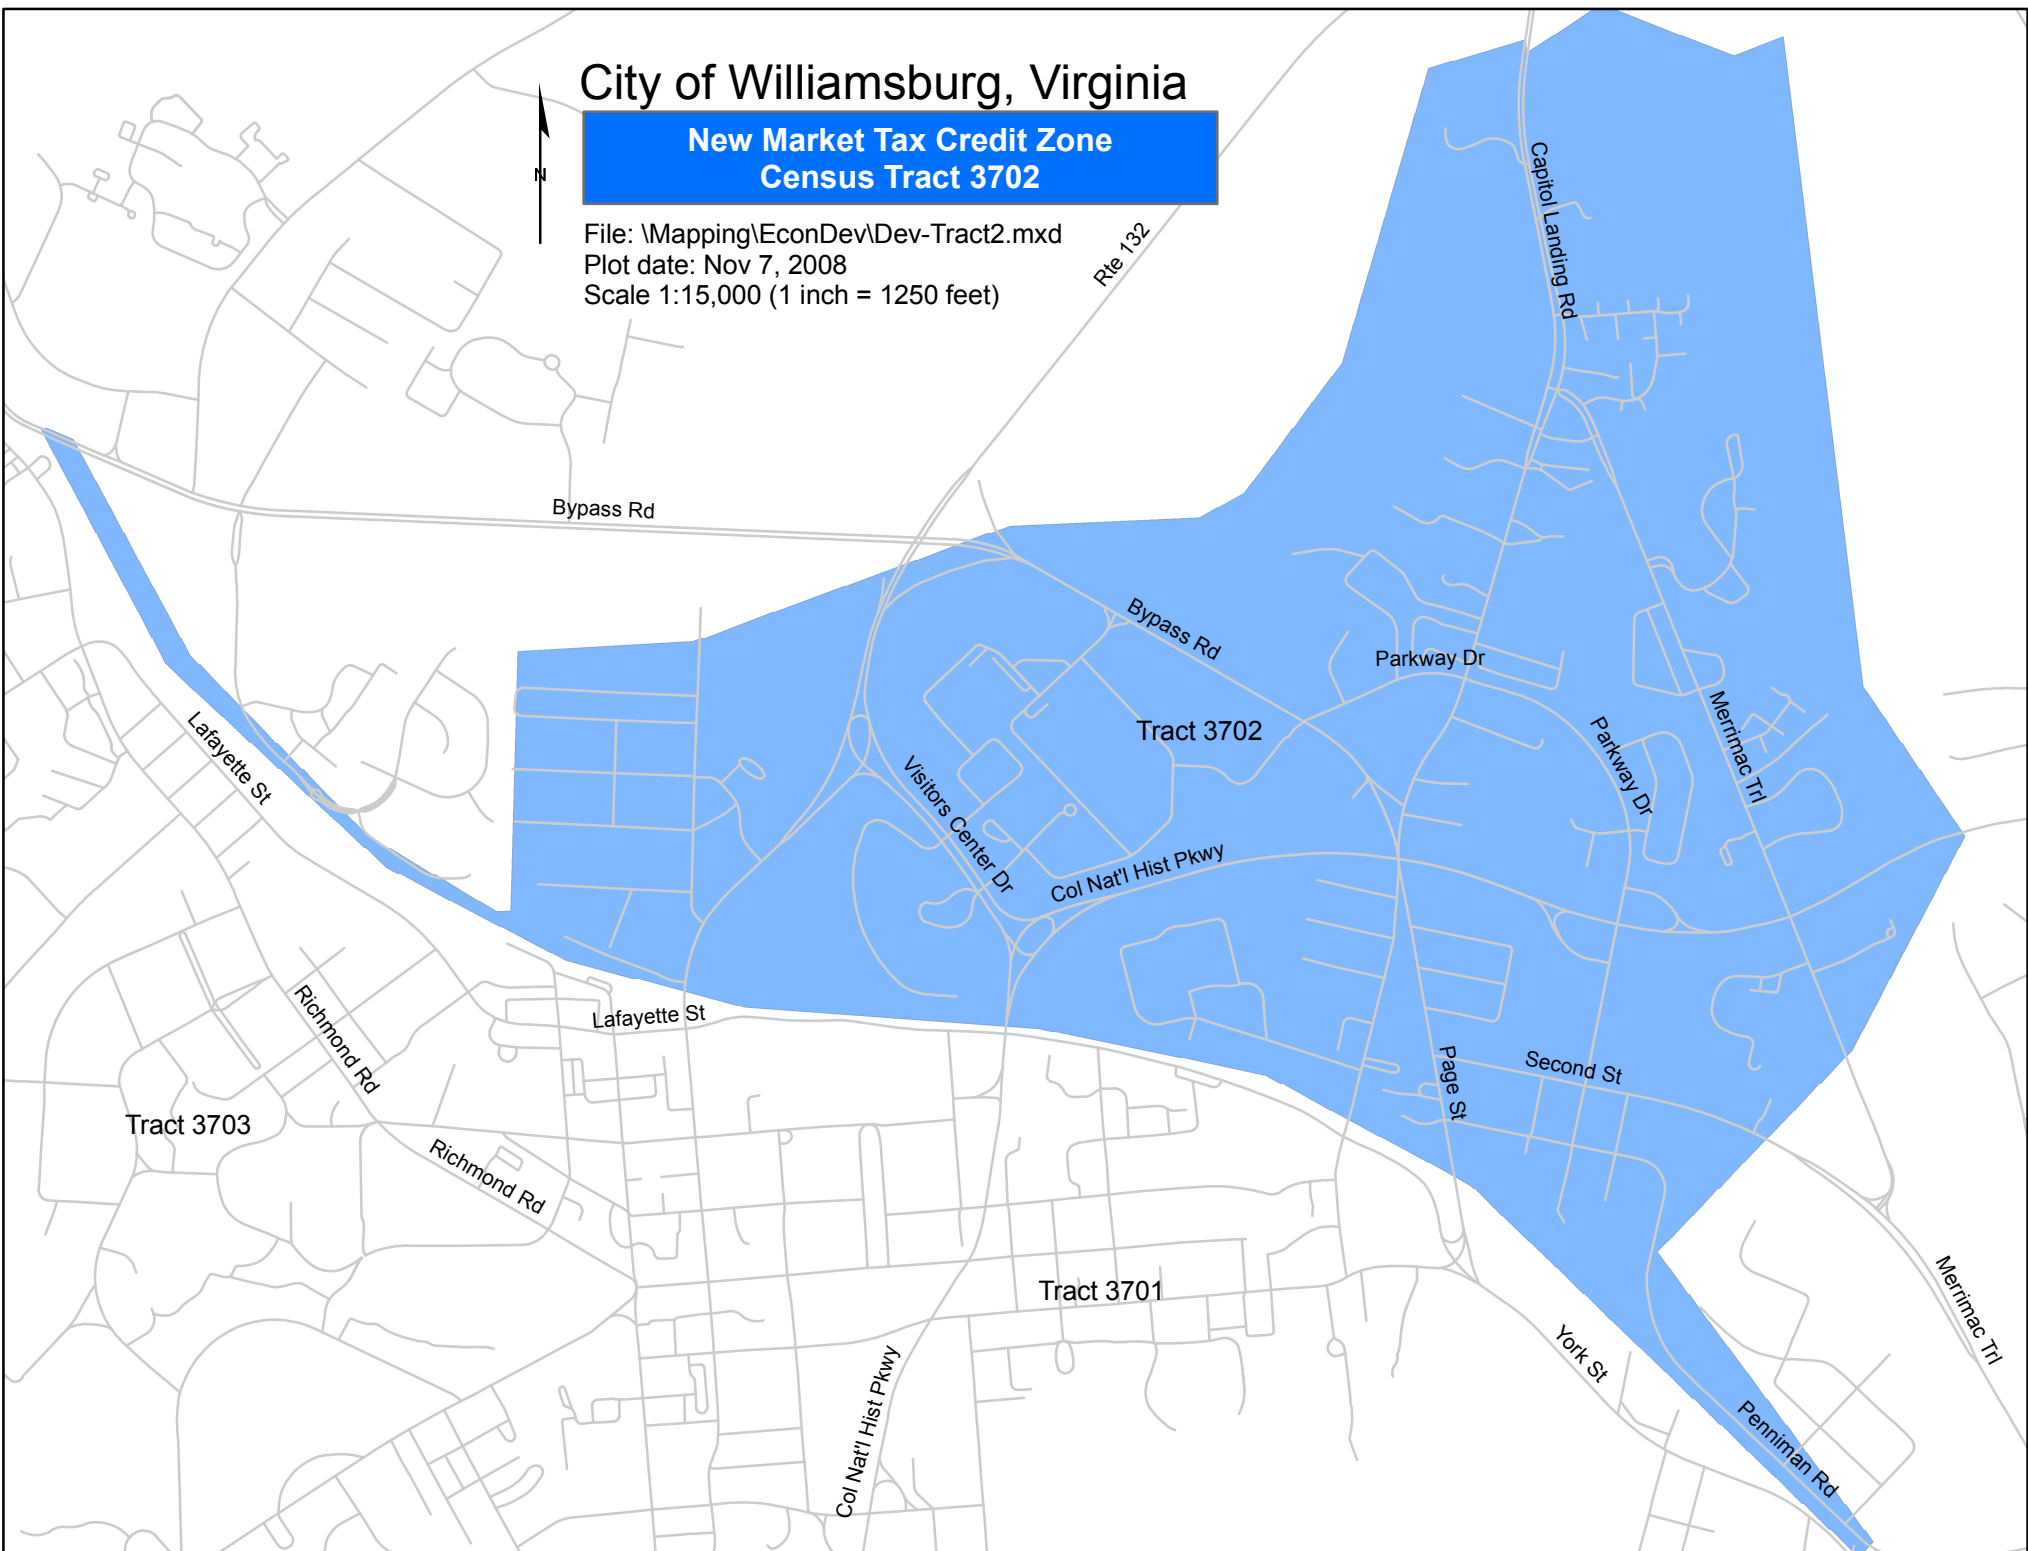 City of Williamsburg, Virginia
New Market Tax Credit Zone
Census Tract 3702
N
File: \Mapping\EconDev\Dev-Tract2.mxd
Plot date: Nov 7, 2008
Scale 1:15,000 (1 inch = 1250 feet)
Rte 132
Capitol Landing Rd
Bypass Rd
Bypass Rd
Parkway Dr
Tract 3702
Merrimac Trl
Parkway Dr
Lafayette St
Visitors Center Dr
Col Nat'l Hist Pkwy
Richmond Rd
Lafayette St
Second St
Page St
Tract 3703
Richmond Rd
Tract 3701
Merrimac Trl
York St
Col Nat'l Hist Pkwy
Penniman Rd